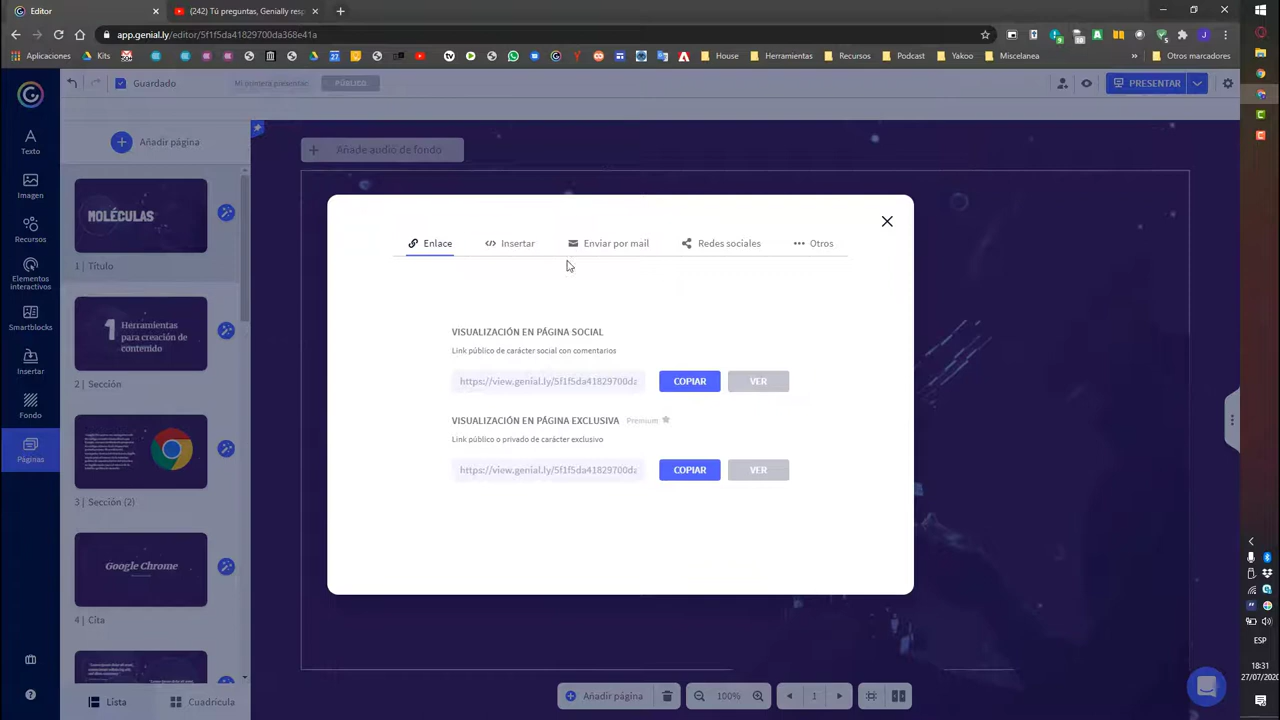 Editor
(242) Tú preguntas, Genially resp
app.genial.ly/editor/5f1f5da41829700da368e41a
Aplicaciones
Kits
House
Herramientas
Recursos
Podcast
Yakoo
Miscelanea
»
Otros marcadores
Guardado
Mi primera presentac
PÚBLICO
PRESENTAR
Texto
Imagen
Recursos
Elementos
interactivos
Smartblocks
Insertar
Fondo
Páginas
Añadir página
MOLÉCULAS
1 | Título
1 Herramientas
para creación de
contenido
2 | Sección
3 | Sección (2)
Google Chrome
4 | Cita
Lista
Cuadrícula
Añade audio de fondo
Enlace
Insertar
Enviar por mail
Redes sociales
Otros
VISUALIZACIÓN EN PÁGINA SOCIAL
Link público de carácter social con comentarios
https://view.genial.ly/5f1f5da41829700da
COPIAR
VER
VISUALIZACIÓN EN PÁGINA EXCLUSIVA Premium
Link público o privado de carácter exclusivo
https://view.genial.ly/5f1f5da41829700da
COPIAR
VER
Añadir página
100%
1
ESP
18:31
27/07/2020